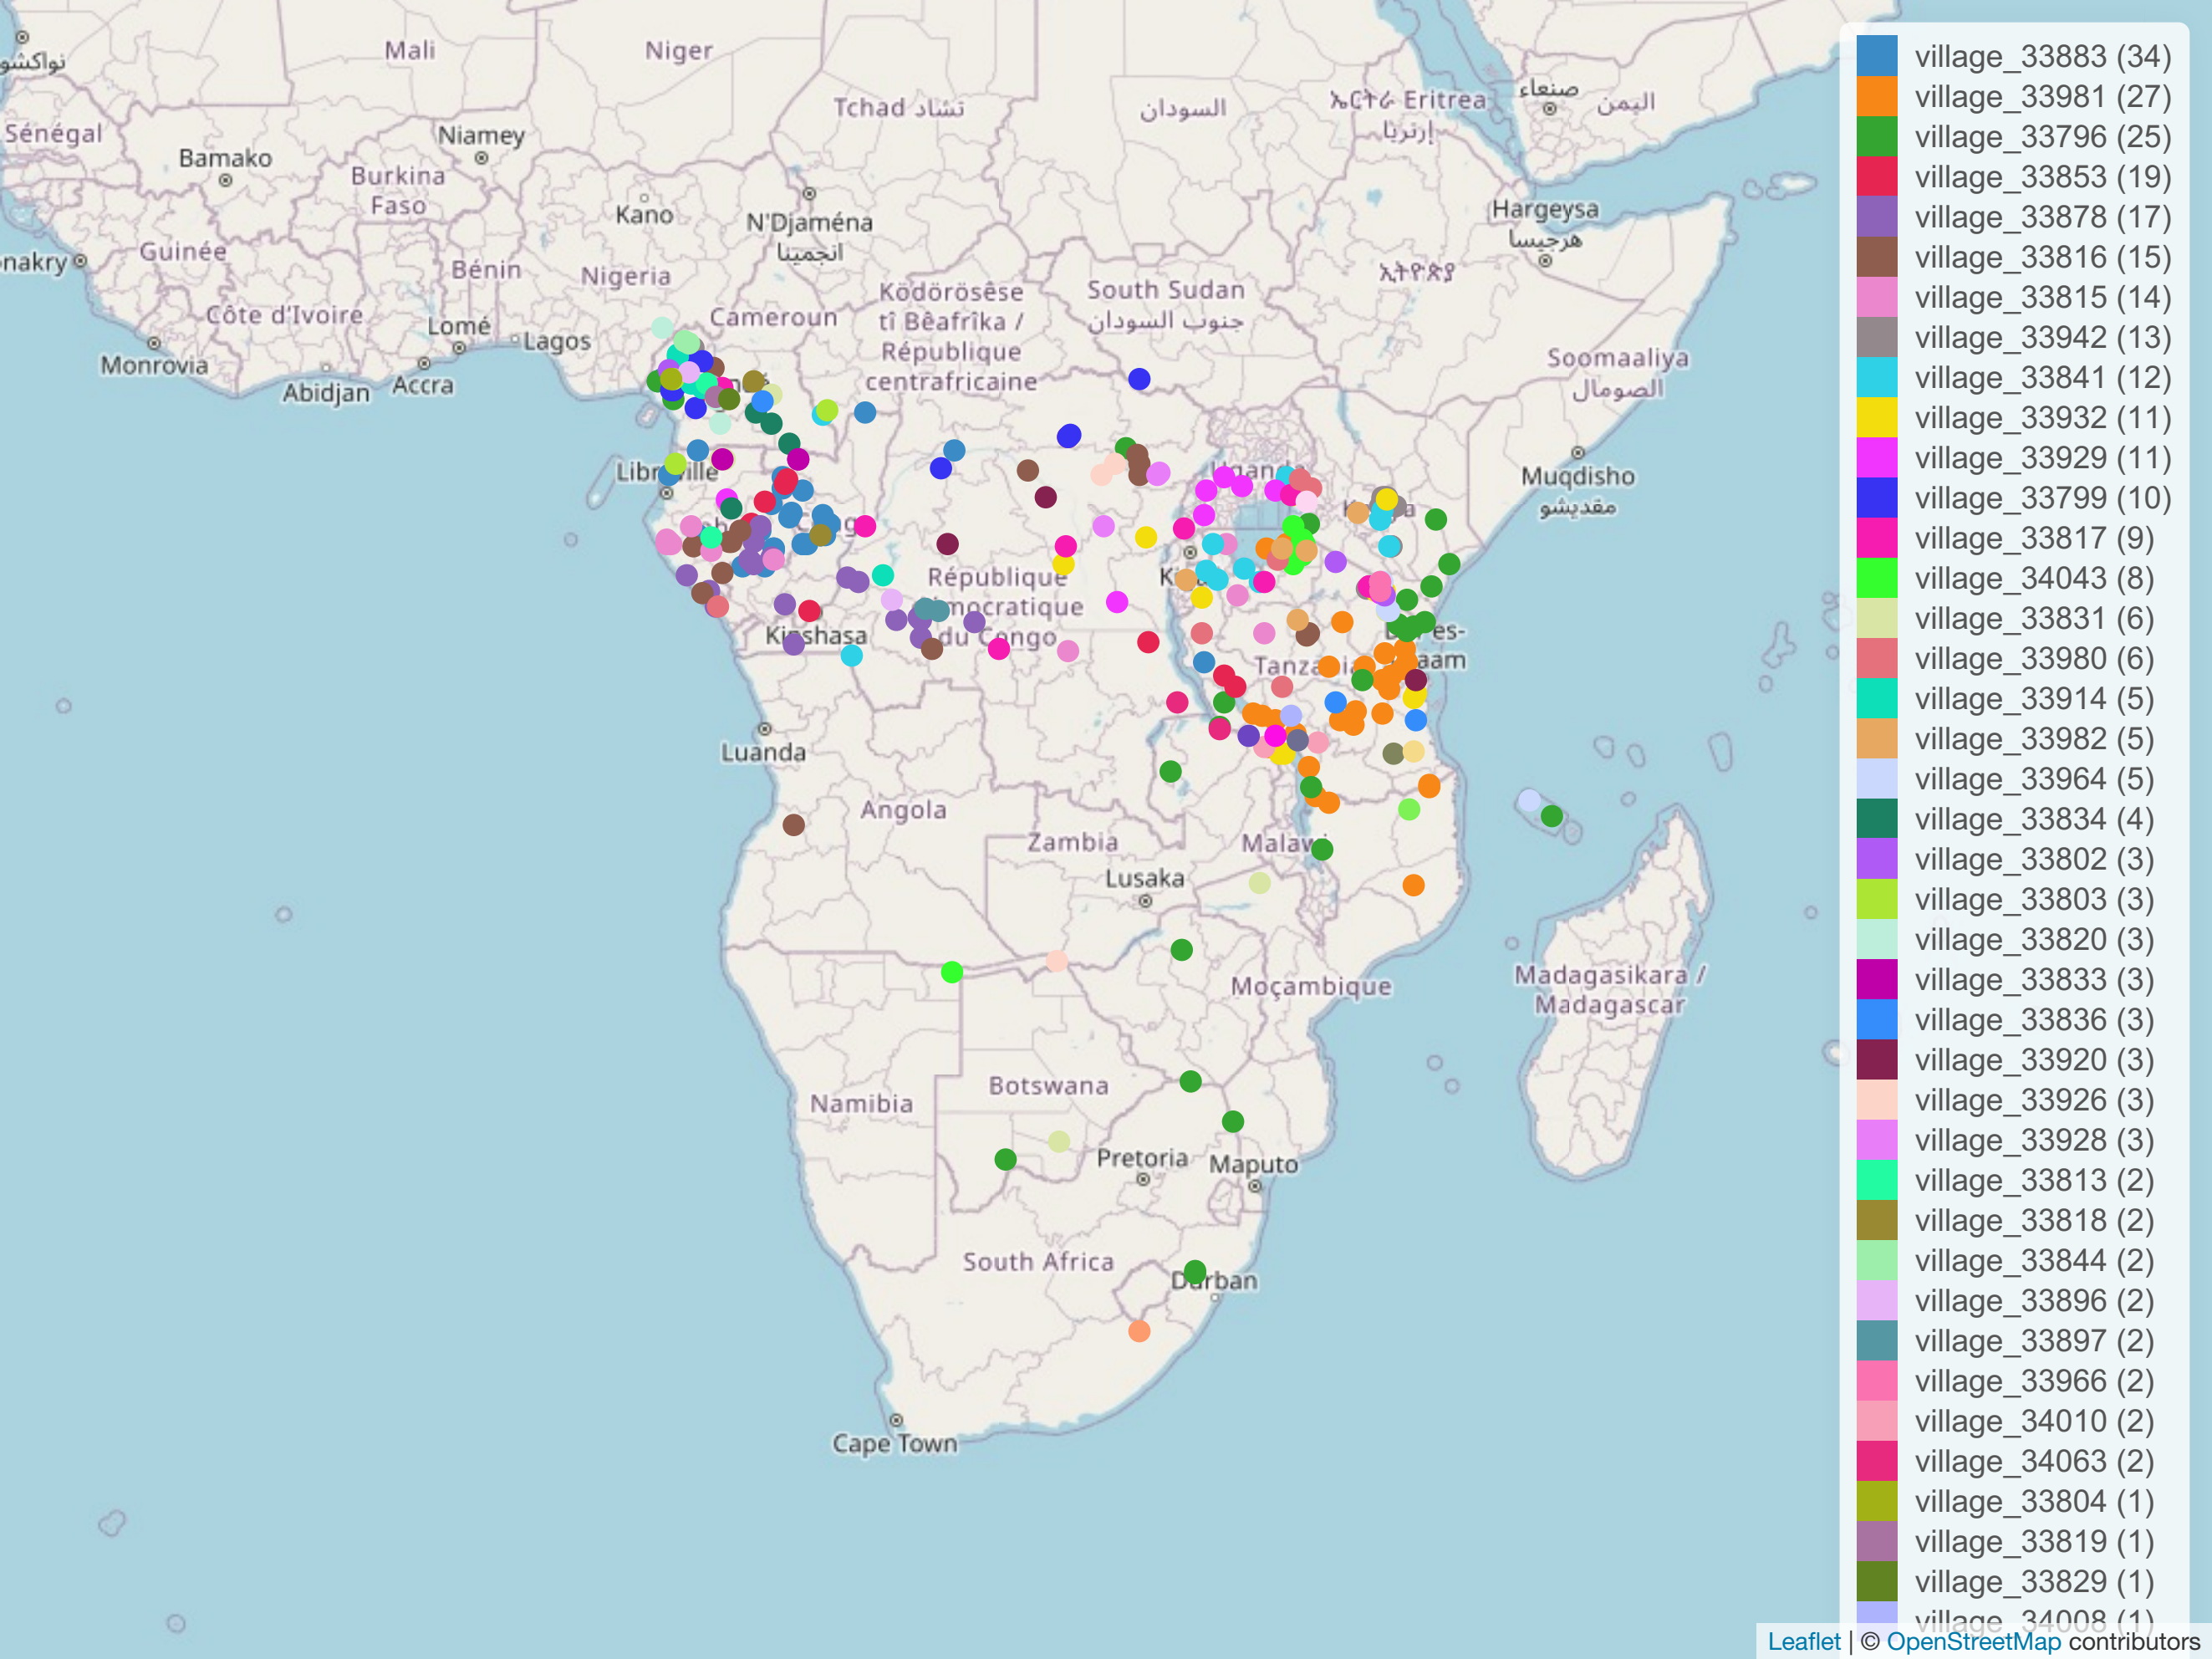 نواكشو
Mali
Niger
Tchad تشاد
السودان
ኤርትራ Eritrea
إرتريا
صنعاء
اليمن
Sénégal
Bamako
Niamey
Burkina
Faso
Kano
N'Djaména
انجمينا
Hargeysa
هرجيسا
nakry
Guinée
Bénin
Nigeria
Ködörösêse
tî Bêafrîka /
République
centrafricaine
South Sudan
جنوب السودان
ኢትዮጵያ
Côte d'Ivoire
Lomé
Lagos
Cameroun
Monrovia
Abidjan
Accra
Soomaaliya
الصومال
Muqdisho
مقديشو
Uganda
République
du Congo
Kinshasa
Luanda
Angola
Zambia
Lusaka
Moçambique
Madagasikara /
Madagascar
Namibia
Botswana
Pretoria
Maputo
South Africa
Durban
Cape Town
village_33883 (34)
village_33981 (27)
village_33796 (25)
village_33853 (19)
village_33878 (17)
village_33816 (15)
village_33815 (14)
village_33942 (13)
village_33841 (12)
village_33932 (11)
village_33929 (11)
village_33799 (10)
village_33817 (9)
village_34043 (8)
village_33831 (6)
village_33980 (6)
village_33914 (5)
village_33982 (5)
village_33964 (5)
village_33834 (4)
village_33802 (3)
village_33803 (3)
village_33820 (3)
village_33833 (3)
village_33836 (3)
village_33920 (3)
village_33926 (3)
village_33928 (3)
village_33813 (2)
village_33818 (2)
village_33844 (2)
village_33896 (2)
village_33897 (2)
village_33966 (2)
village_34010 (2)
village_34063 (2)
village_33804 (1)
village_33819 (1)
village_33829 (1)
village_34008 (1)
Leaflet | © OpenStreetMap contributors